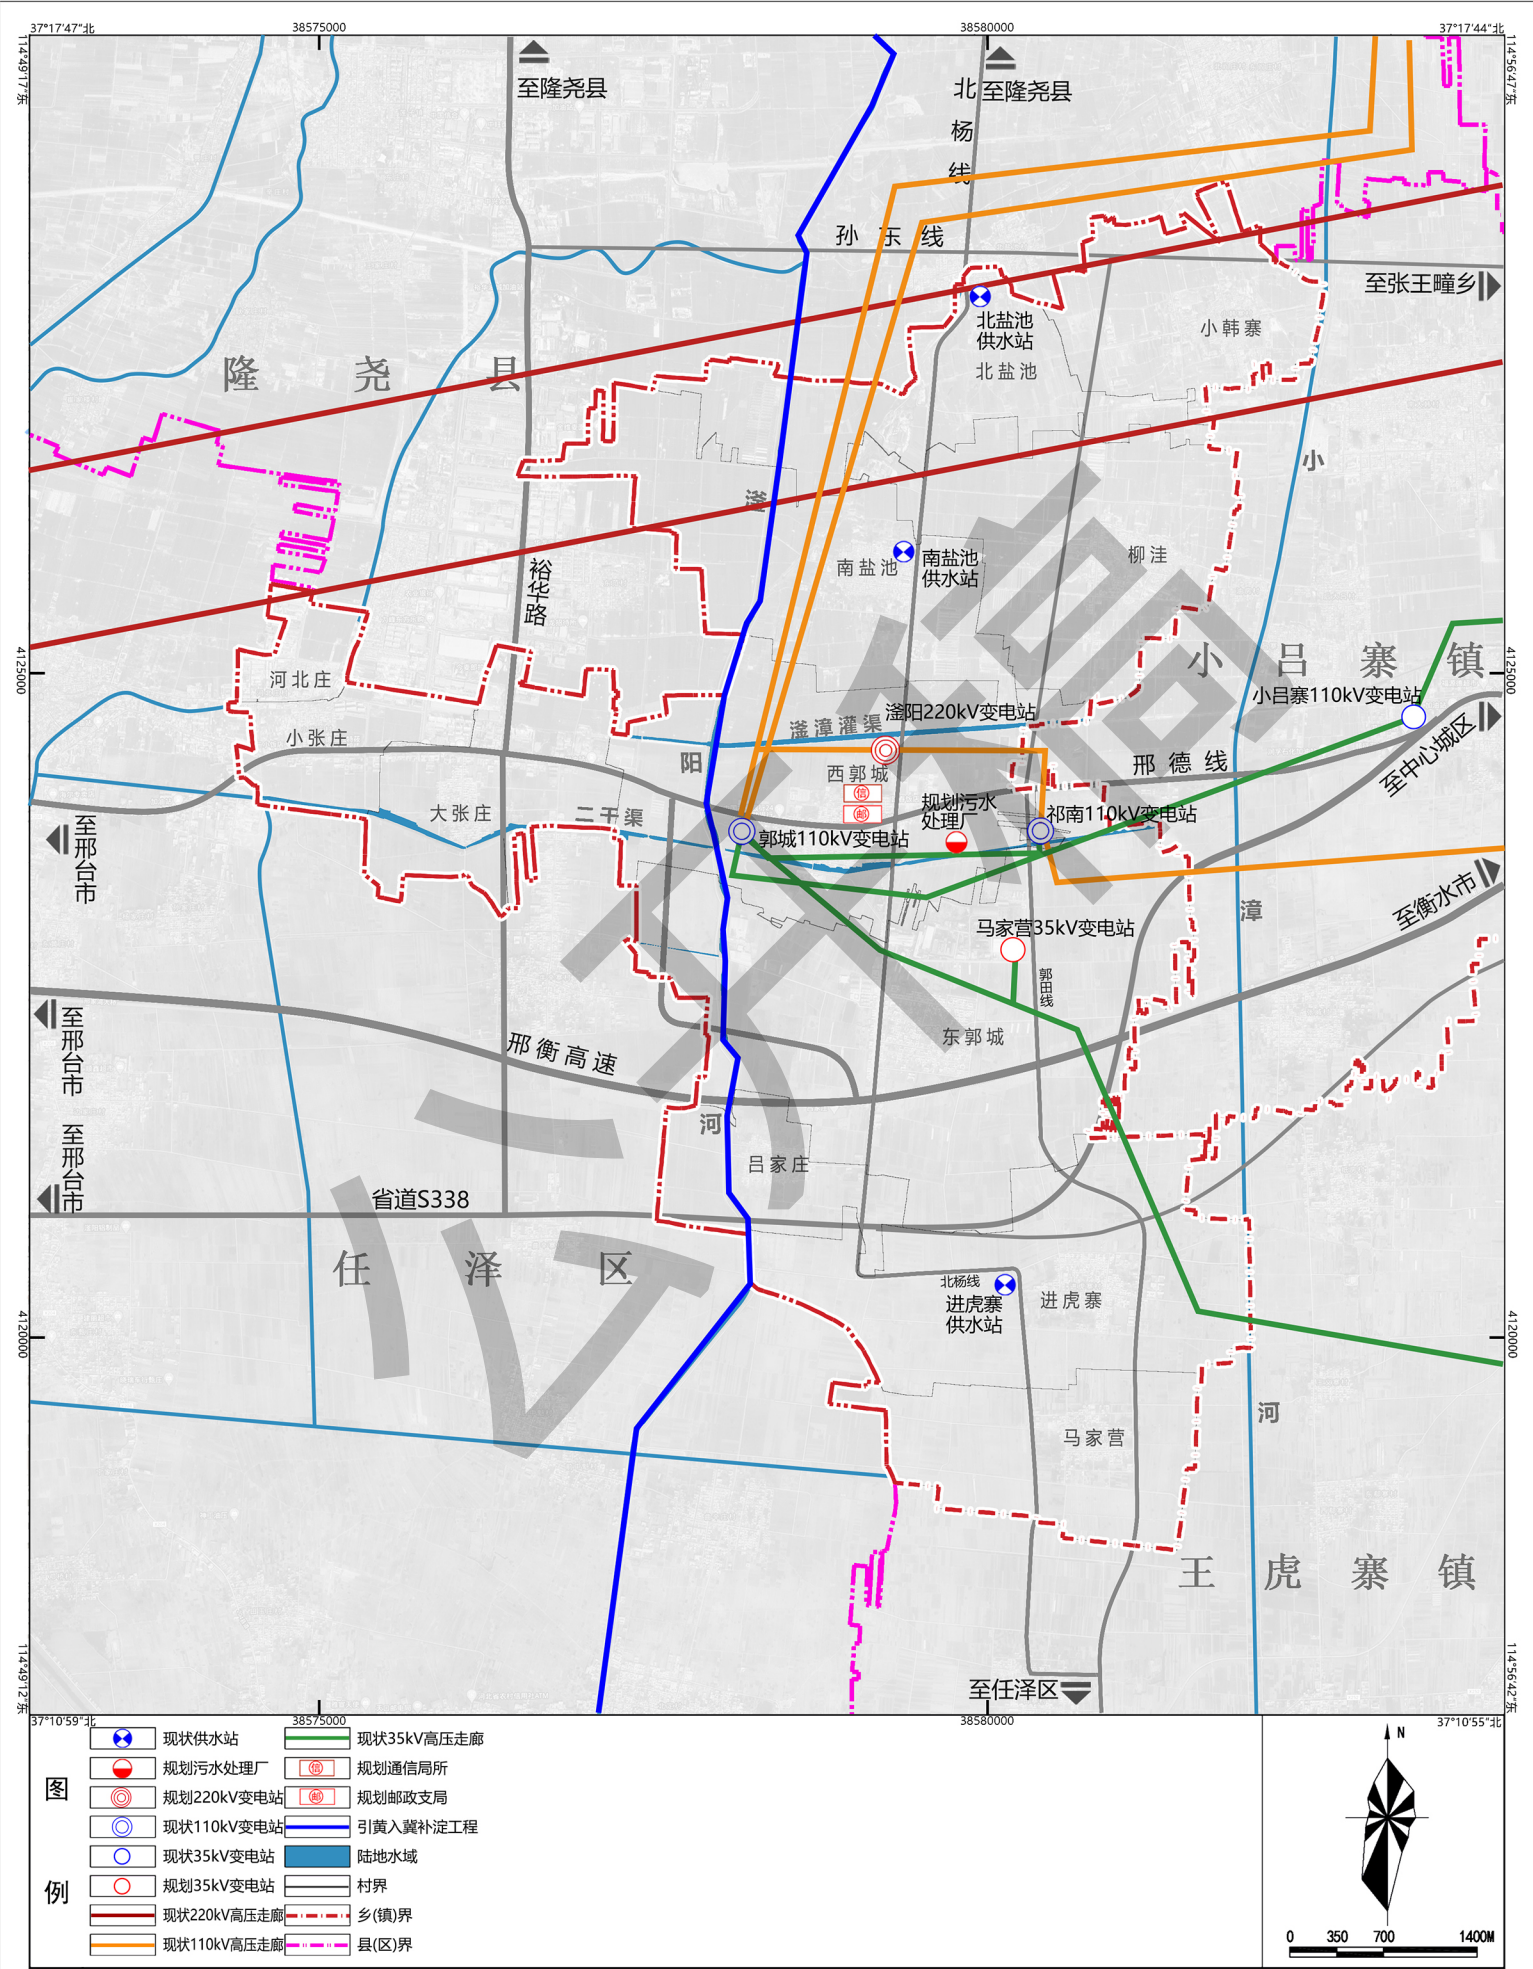 37°17'47"北
38575000
38580000
37°17'44"北
114°49'17"东
114°56'47"东
至隆尧县
至隆尧县
北杨线
孙东线
至张王疃乡
北盐池
供水站
北盐池
小韩寨
隆尧县
小
滏
裕华路
南盐池
南盐池
供水站
柳洼
4125000
4125000
河北庄
小吕寨镇
小吕寨110kV变电站
滏阳220kV变电站
滏漳灌渠
小张庄
阳
邢德线
至中心城区
西郭城
信
邮
规划污水
处理厂
大张庄
二干渠
郭城110kV变电站
祁南110kV变电站
至邢台市
至衡水市
漳
马家营35kV变电站
郭田线
至邢台市
邢衡高速
东郭城
至邢台市
河
吕家庄
省道S338
任泽区
北杨线
进虎寨
供水站
进虎寨
4120000
4120000
河
马家营
王虎寨镇
公示草稿
至任泽区
114°49'12"东
114°56'42"东
37°10'59"北
38575000
38580000
37°10'55"北
图例
现状供水站
现状35kV高压走廊
规划污水处理厂
信
规划通信局所
规划220kV变电站
邮
规划邮政支局
现状110kV变电站
引黄入冀补淀工程
现状35kV变电站
陆地水域
规划35kV变电站
村界
现状220kV高压走廊
乡(镇)界
现状110kV高压走廊
县(区)界
N
0 350 700 1400M